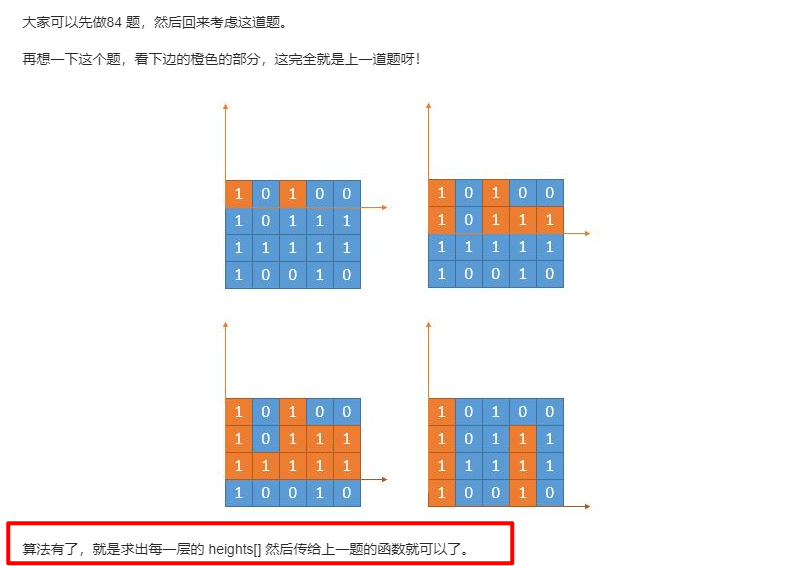 大家可以先做84 题，然后回来考虑这道题。
再想一下这个题，看下边的橙色的部分，这完全就是上一道题呀！
1 0 1 0 0
1 0 1 1 1
1 1 1 1 1
1 0 0 1 0
1 0 1 0 0
1 0 1 1 1
1 1 1 1 1
1 0 0 1 0
1 0 1 0 0
1 0 1 1 1
1 1 1 1 1
1 0 0 1 0
1 0 1 0 0
1 0 1 1 1
1 1 1 1 1
1 0 0 1 0
算法有了，就是求出每一层的 heights[] 然后传给上一题的函数就可以了。